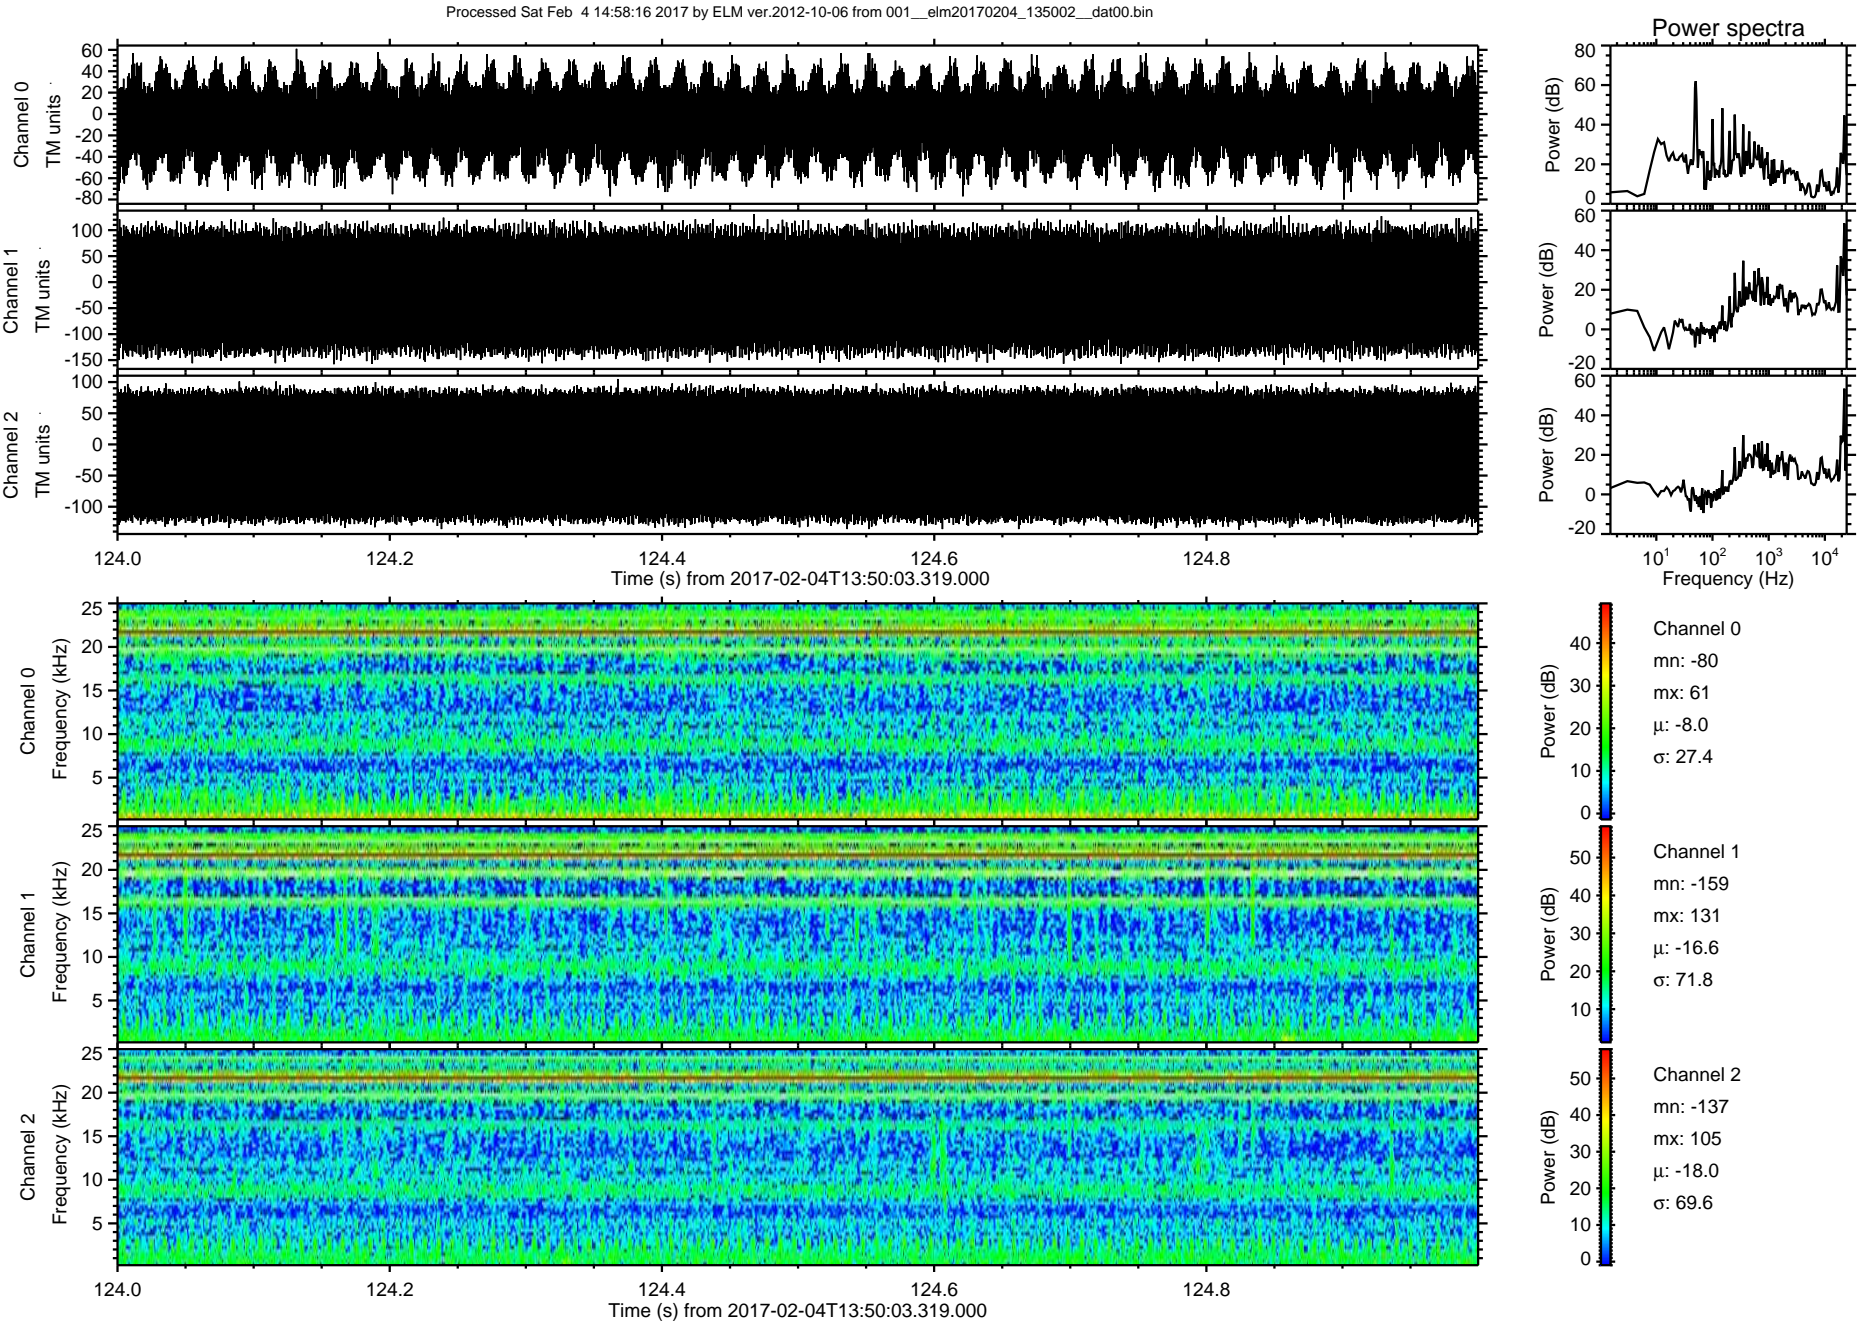 Processed Sat Feb 4 14:58:16 2017 by ELM ver.2012-10-06 from 001__elm20170204_135002__dat00.bin
Power spectra
Channel 0
TM units
60
40
20
0
-20
-40
-60
-80
Power (dB)
80
60
40
20
0
Channel 1
TM units
100
50
0
-50
-100
-150
Power (dB)
60
40
20
0
-20
Channel 2
TM units
100
50
0
-50
-100
Power (dB)
60
40
20
0
-20
124.0 124.2 124.4 124.6 124.8
Time (s) from 2017-02-04T13:50:03.319.000
10¹ 10² 10³ 10⁴
Frequency (Hz)
Channel 0
Frequency (kHz)
25
20
15
10
5
Power (dB)
40
30
20
10
0
Channel 0
mn: -80
mx: 61
μ: -8.0
σ: 27.4
Channel 1
Frequency (kHz)
25
20
15
10
5
Power (dB)
50
40
30
20
10
Channel 1
mn: -159
mx: 131
μ: -16.6
σ: 71.8
Channel 2
Frequency (kHz)
25
20
15
10
5
Power (dB)
50
40
30
20
10
0
Channel 2
mn: -137
mx: 105
μ: -18.0
σ: 69.6
124.0 124.2 124.4 124.6 124.8
Time (s) from 2017-02-04T13:50:03.319.000